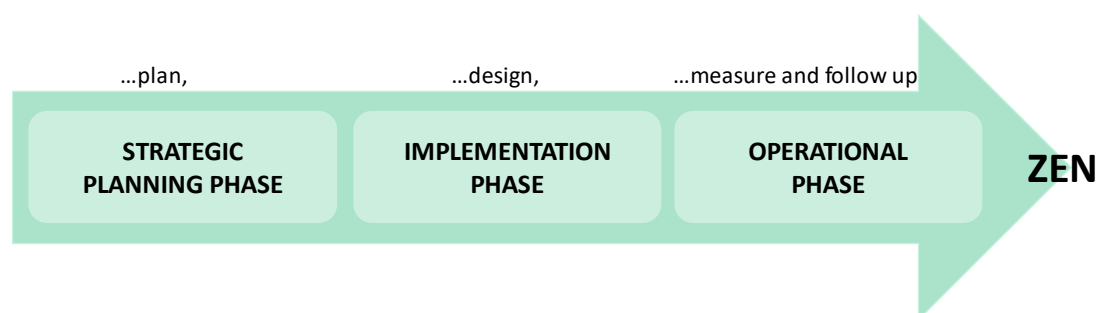 …plan,
…design,
…measure and follow up
STRATEGIC
PLANNING PHASE
IMPLEMENTATION
PHASE
OPERATIONAL
PHASE
ZEN